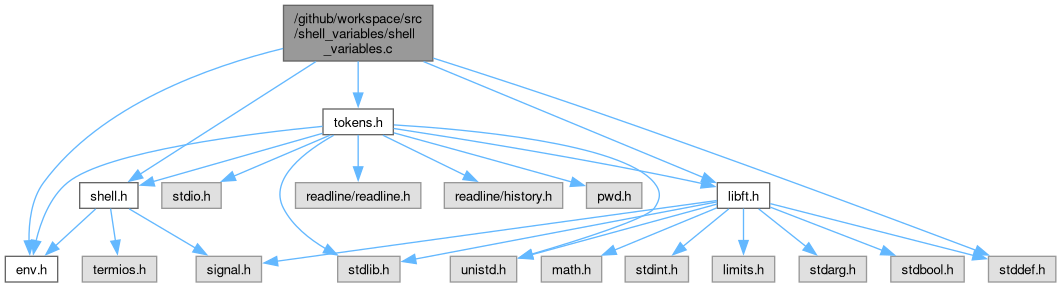 /github/workspace/src
/shell_variables/shell
_variables.c
tokens.h
shell.h
stdio.h
readline/readline.h
readline/history.h
pwd.h
libft.h
env.h
termios.h
signal.h
stdlib.h
unistd.h
math.h
stdint.h
limits.h
stdarg.h
stdbool.h
stddef.h